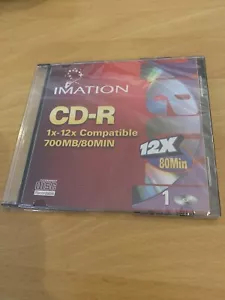 IMATION
CD-R
1x-12x Compatible
700MB/80MIN
12X
80Min
1